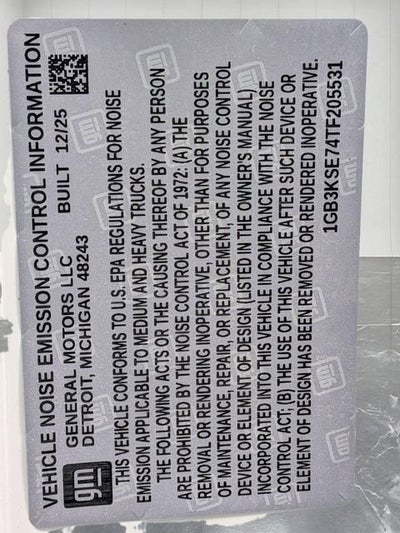 VEHICLE NOISE EMISSION CONTROL INFORMATION
gm
GENERAL MOTORS LLC BUILT 12/25
DETROIT, MICHIGAN 48243
THIS VEHICLE CONFORMS TO U.S. EPA REGULATIONS FOR NOISE
EMISSION APPLICABLE TO MEDIUM AND HEAVY TRUCKS.
THE FOLLOWING ACTS OR THE CAUSING THEREOF BY ANY PERSON
ARE PROHIBITED BY THE NOISE CONTROL ACT OF 1972: (A) THE
REMOVAL OR RENDERING INOPERATIVE, OTHER THAN FOR PURPOSES
OF MAINTENANCE, REPAIR, OR REPLACEMENT, OF ANY NOISE CONTROL
DEVICE OR ELEMENT OF DESIGN (LISTED IN THE OWNER'S MANUAL)
INCORPORATED INTO THIS VEHICLE IN COMPLIANCE WITH THE NOISE
CONTROL ACT; (B) THE USE OF THIS VEHICLE AFTER SUCH DEVICE OR
ELEMENT OF DESIGN HAS BEEN REMOVED OR RENDERED INOPERATIVE.
1GB3KSE74TF205531